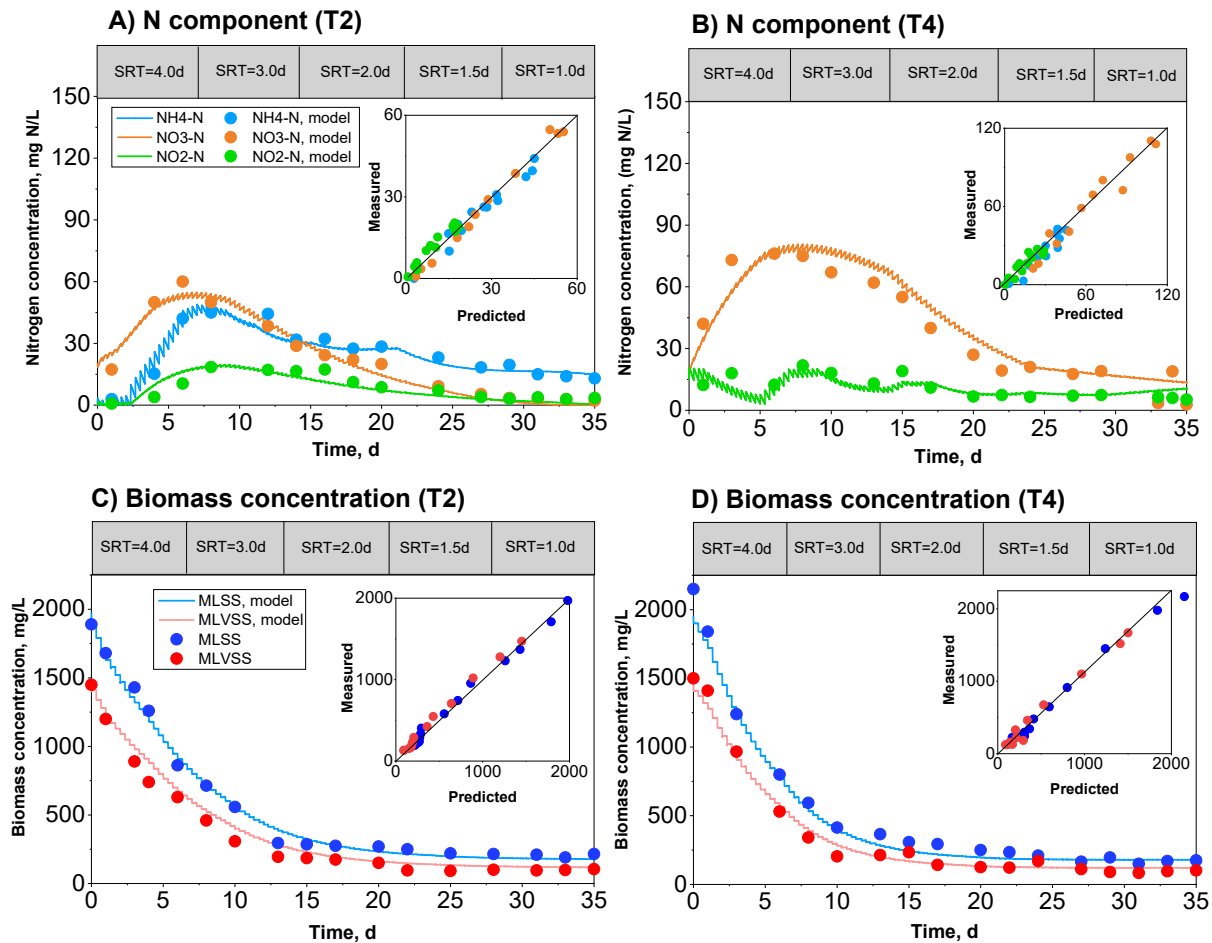 A) N component (T2)
SRT=4.0d SRT=3.0d SRT=2.0d SRT=1.5d SRT=1.0d
150
120
90
60
30
0
Nitrogen concentration, mg N/L
NH4-N NH4-N, model
NO3-N NO3-N, model
NO2-N NO2-N, model
60
30
0
Measured
0 30 60
Predicted
0 5 10 15 20 25 30 35
Time, d
B) N component (T4)
SRT=4.0d SRT=3.0d SRT=2.0d SRT=1.5d SRT=1.0d
150
120
90
60
30
0
Nitrogen concentration, (mg N/L)
120
60
0
Measured
0 60 120
Predicted
0 5 10 15 20 25 30 35
Time, d
C) Biomass concentration (T2)
SRT=4.0d SRT=3.0d SRT=2.0d SRT=1.5d SRT=1.0d
2000
1500
1000
500
0
Biomass concentration, mg/L
MLSS, model
MLVSS, model
MLSS
MLVSS
2000
1000
0
Measured
0 1000 2000
Predicted
0 5 10 15 20 25 30 35
Time, d
D) Biomass concentration (T4)
SRT=4.0d SRT=3.0d SRT=2.0d SRT=1.5d SRT=1.0d
2000
1500
1000
500
0
Biomass concentration, mg/L
2000
1000
0
Measured
0 1000 2000
Predicted
0 5 10 15 20 25 30 35
Time, d